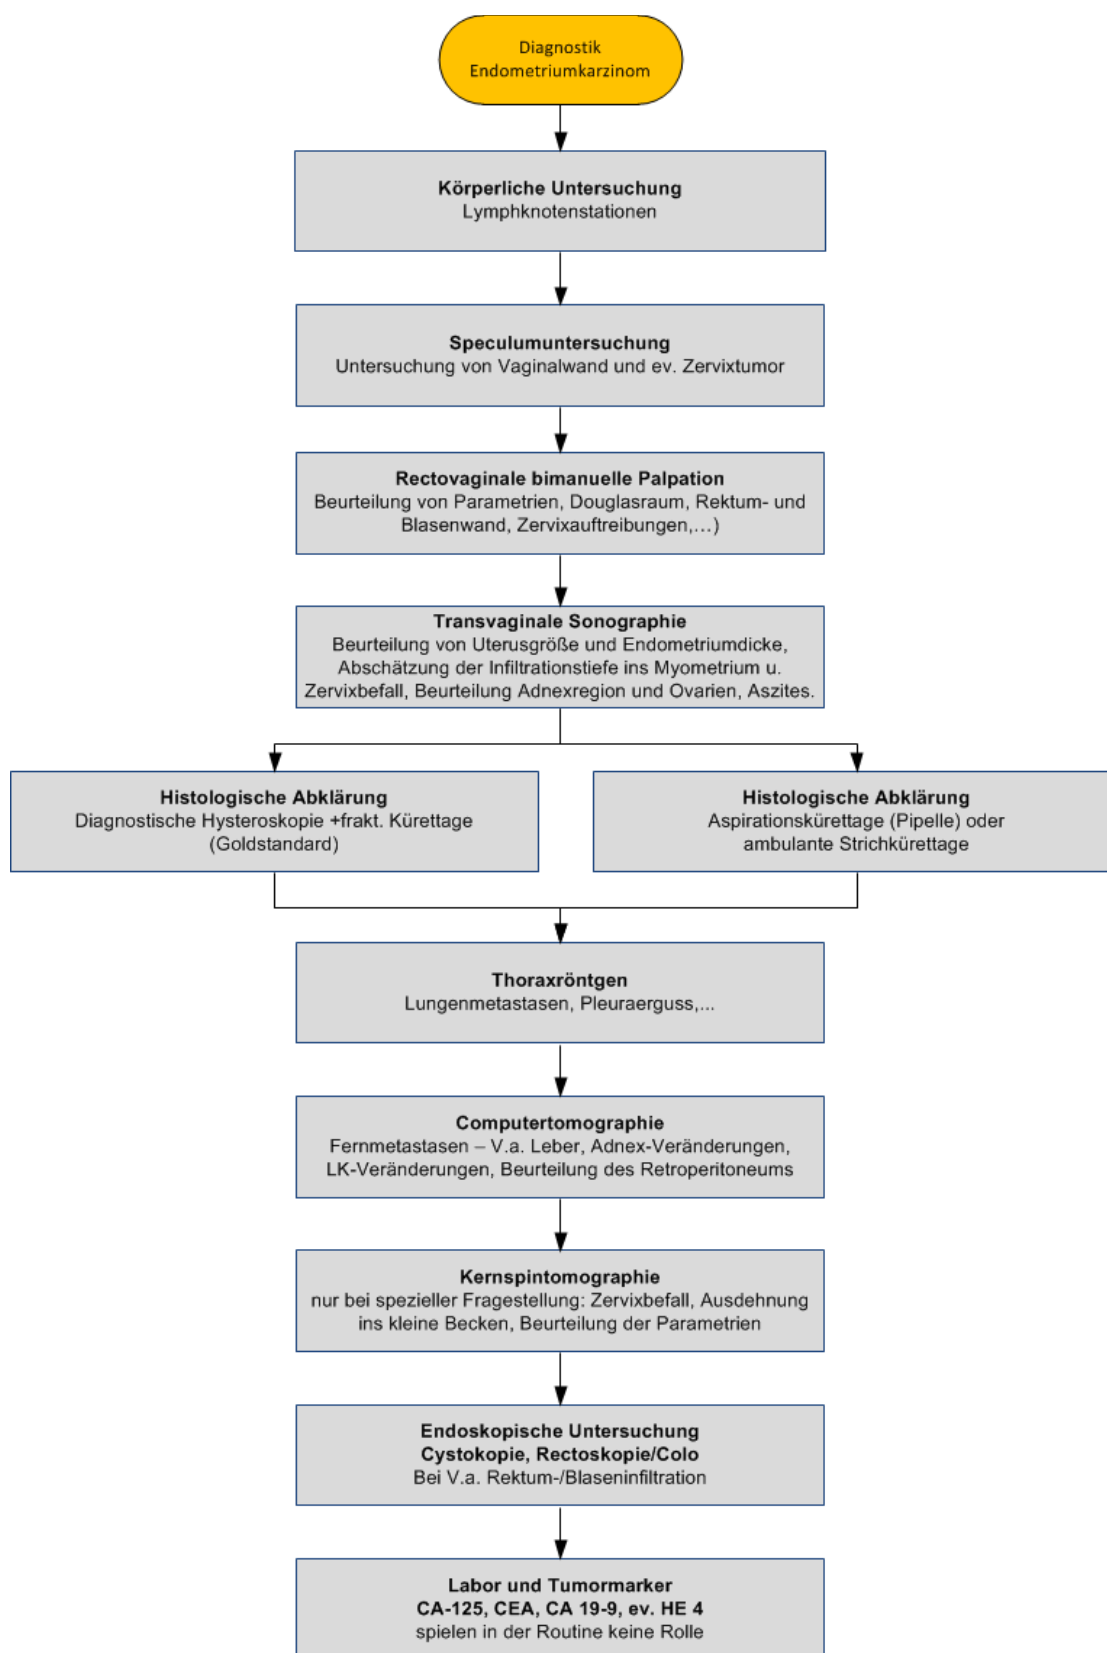 Diagnostik
Endometriumkarzinom
Körperliche Untersuchung
Lymphknotenstationen
Speculumuntersuchung
Untersuchung von Vaginalwand und ev. Zervixtumor
Rectovaginale bimanuelle Palpation
Beurteilung von Parametrien, Douglasraum, Rektum- und
Blasenwand, Zervixauftreibungen,…)
Transvaginale Sonographie
Beurteilung von Uterusgröße und Endometriumdicke,
Abschätzung der Infiltrationstiefe ins Myometrium u.
Zervixbefall, Beurteilung Adnexregion und Ovarien, Aszites.
Histologische Abklärung
Diagnostische Hysteroskopie +frakt. Kürettage
(Goldstandard)
Histologische Abklärung
Aspirationskürettage (Pipelle) oder
ambulante Strichkürettage
Thoraxröntgen
Lungenmetastasen, Pleuraerguss,...
Computertomographie
Fernmetastasen – V.a. Leber, Adnex-Veränderungen,
LK-Veränderungen, Beurteilung des Retroperitoneums
Kernspintomographie
nur bei spezieller Fragestellung: Zervixbefall, Ausdehnung
ins kleine Becken, Beurteilung der Parametrien
Endoskopische Untersuchung
Cystokopie, Rectoskopie/Colo
Bei V.a. Rektum-/Blaseninfiltration
Labor und Tumormarker
CA-125, CEA, CA 19-9, ev. HE 4
spielen in der Routine keine Rolle